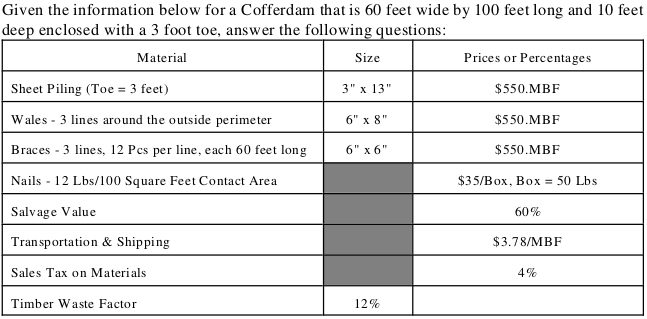 Given the information below for a Cofferdam that is 60 feet wide by 100 feet long and 10 feet
deep enclosed with a 3 foot toe, answer the following questions:
Material Size Prices or Percentages
Sheet Piling (Toe = 3 feet) 3" x 13" $550.MBF
Wales - 3 lines around the outside perimeter 6" x 8" $550.MBF
Braces - 3 lines, 12 Pcs per line, each 60 feet long 6" x 6" $550.MBF
Nails - 12 Lbs/100 Square Feet Contact Area $35/Box, Box = 50 Lbs
Salvage Value 60%
Transportation & Shipping $3.78/MBF
Sales Tax on Materials 4%
Timber Waste Factor 12%